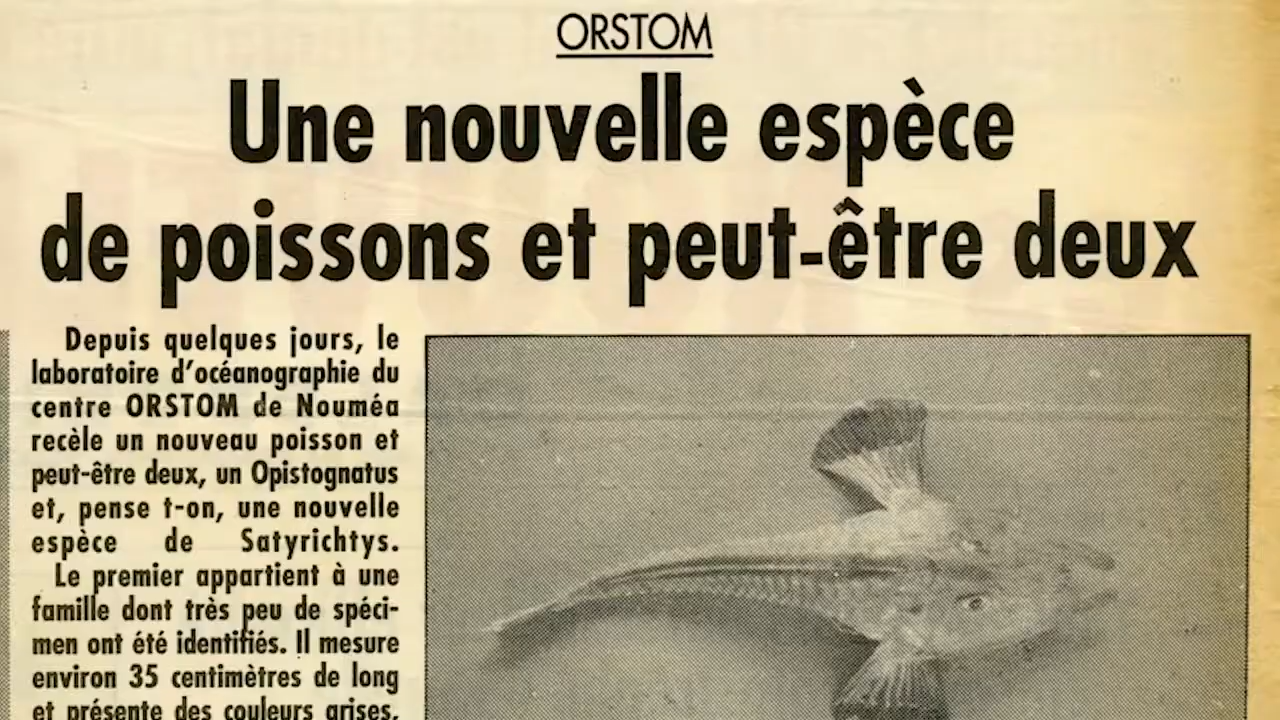 ORSTOM
Une nouvelle espèce
de poissons et peut-être deux
Depuis quelques jours, le
laboratoire d'océanographie du
centre ORSTOM de Nouméa
recèle un nouveau poisson et
peut-être deux, un Opistognatus
et, pense t-on, une nouvelle
espèce de Satyrichtys.
Le premier appartient à une
famille dont très peu de spéci-
men ont été identifiés. Il mesure
environ 35 centimètres de long
et présente des couleurs grises,